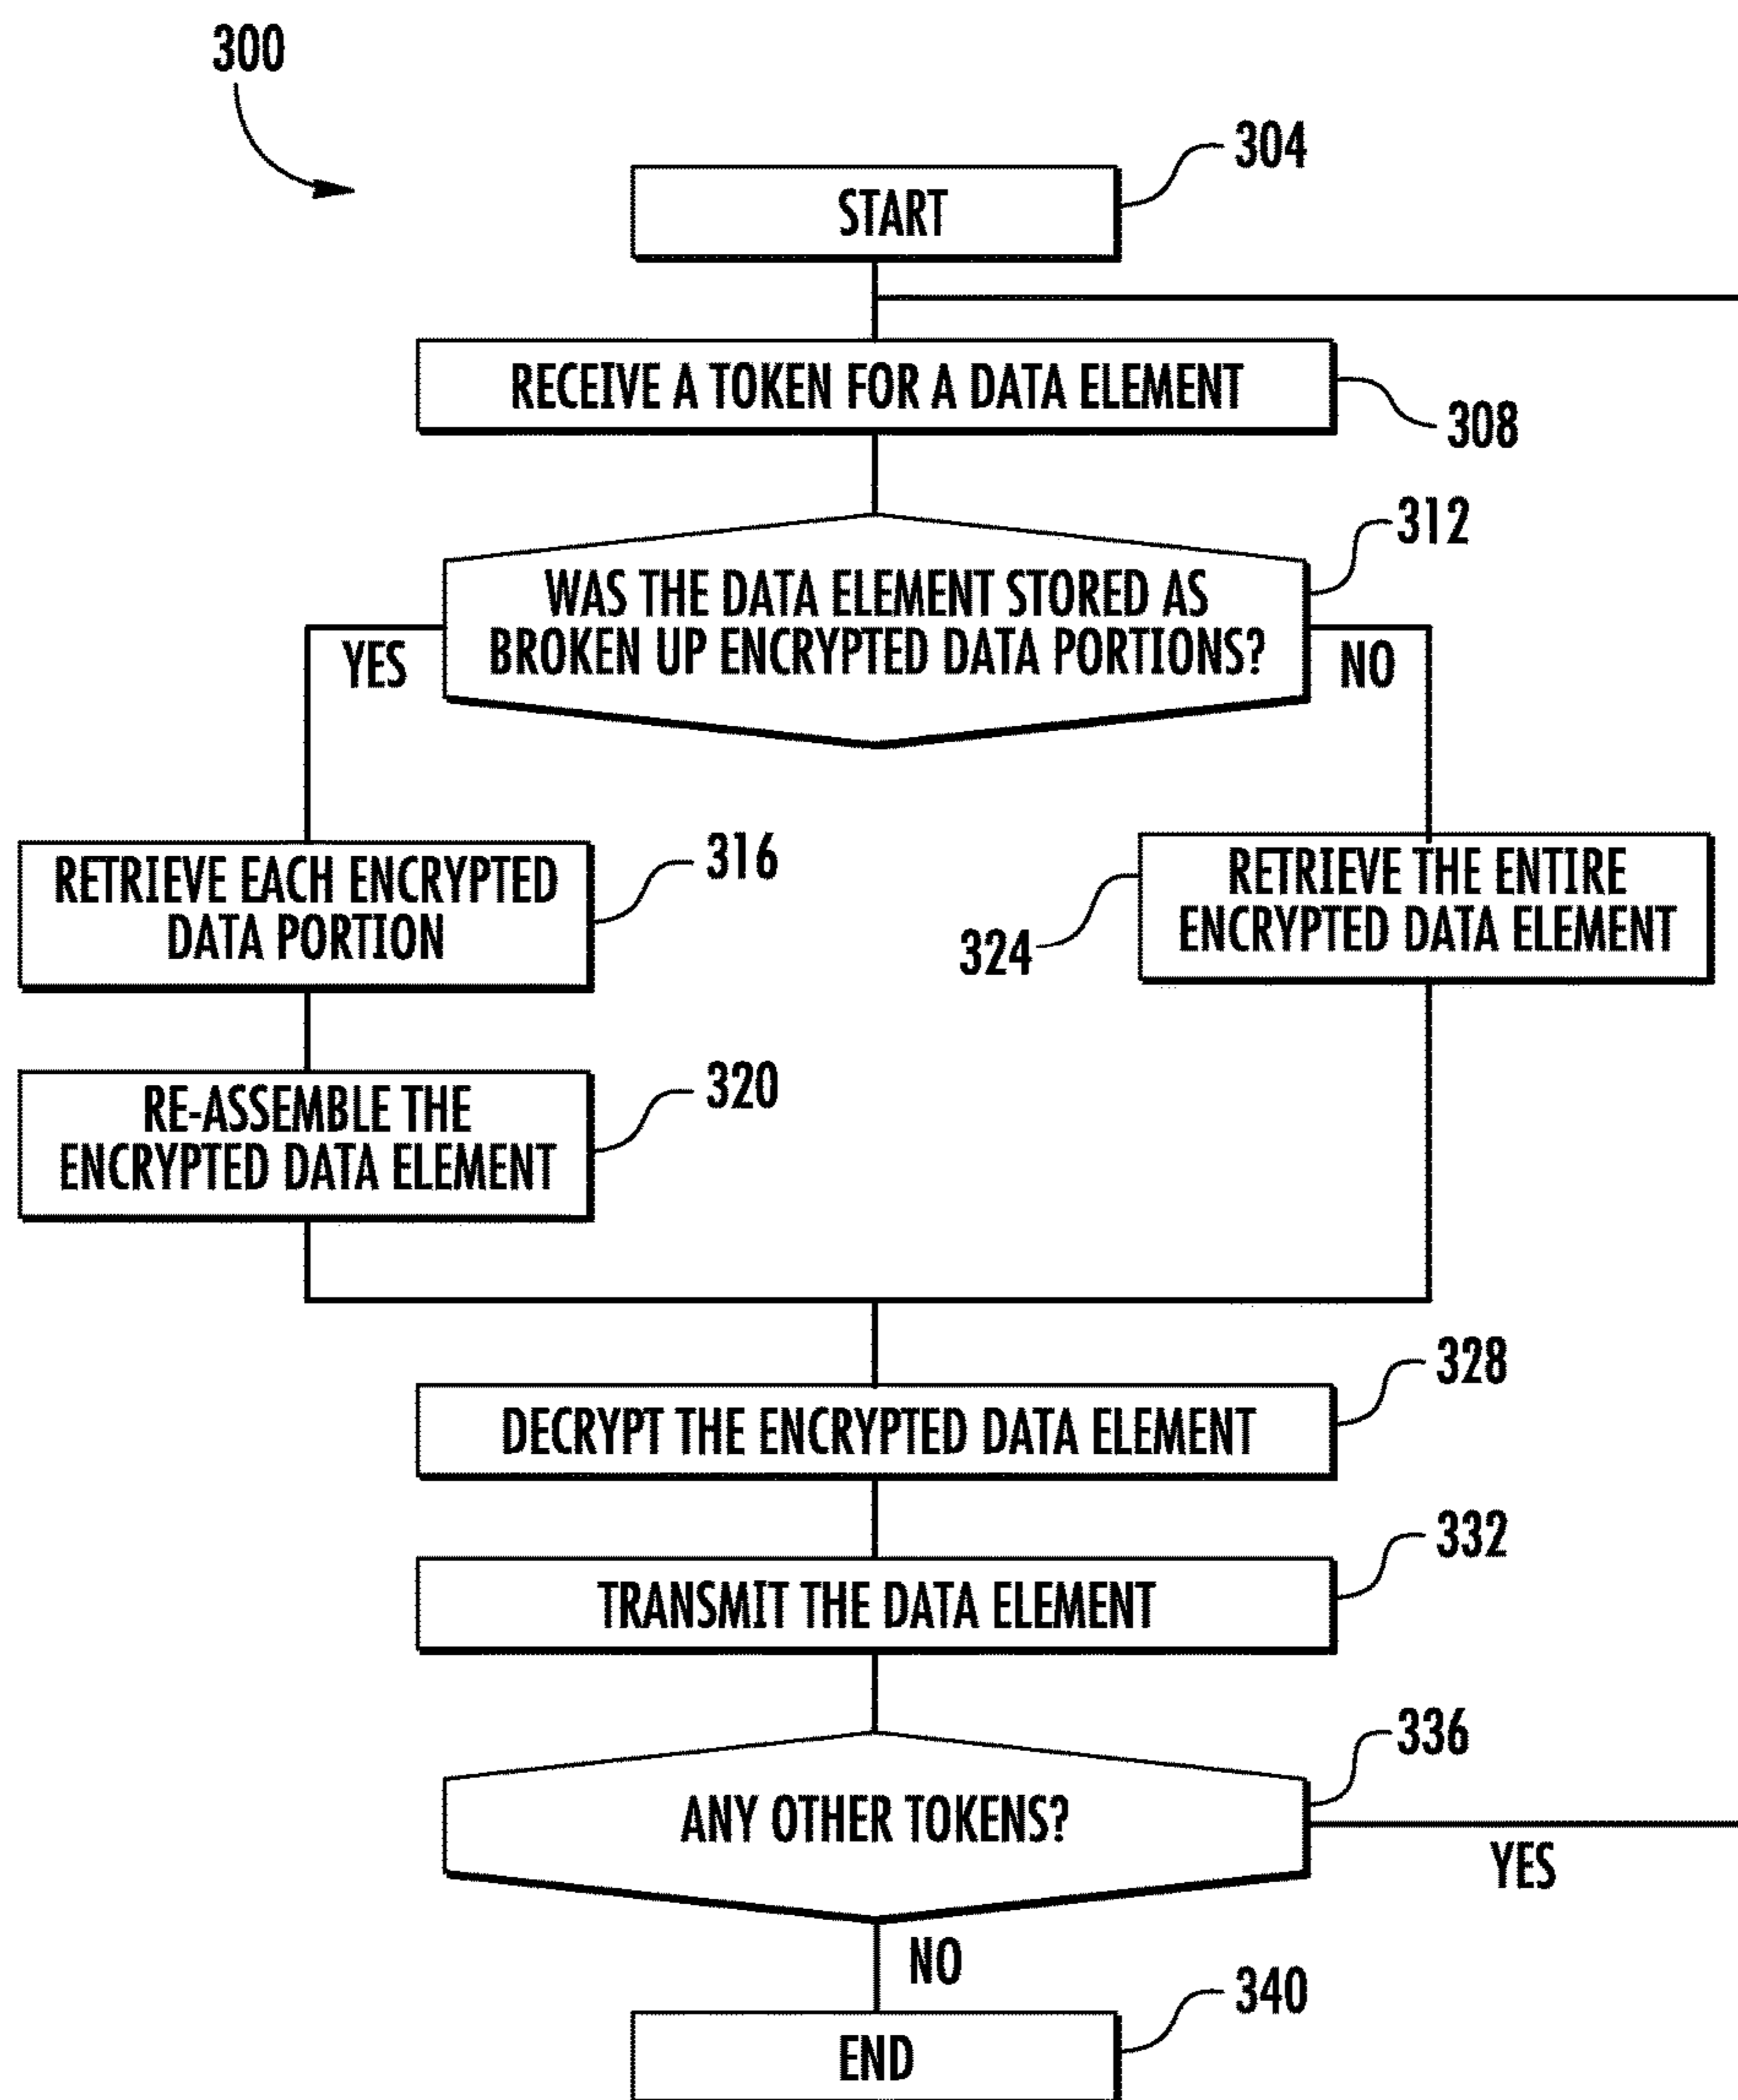 300
304
START
RECEIVE A TOKEN FOR A DATA ELEMENT
308
312
WAS THE DATA ELEMENT STORED AS
BROKEN UP ENCRYPTED DATA PORTIONS?
YES
NO
RETRIEVE EACH ENCRYPTED
DATA PORTION
316
RETRIEVE THE ENTIRE
ENCRYPTED DATA ELEMENT
324
RE-ASSEMBLE THE
ENCRYPTED DATA ELEMENT
320
328
DECRYPT THE ENCRYPTED DATA ELEMENT
332
TRANSMIT THE DATA ELEMENT
336
ANY OTHER TOKENS?
YES
NO
340
END